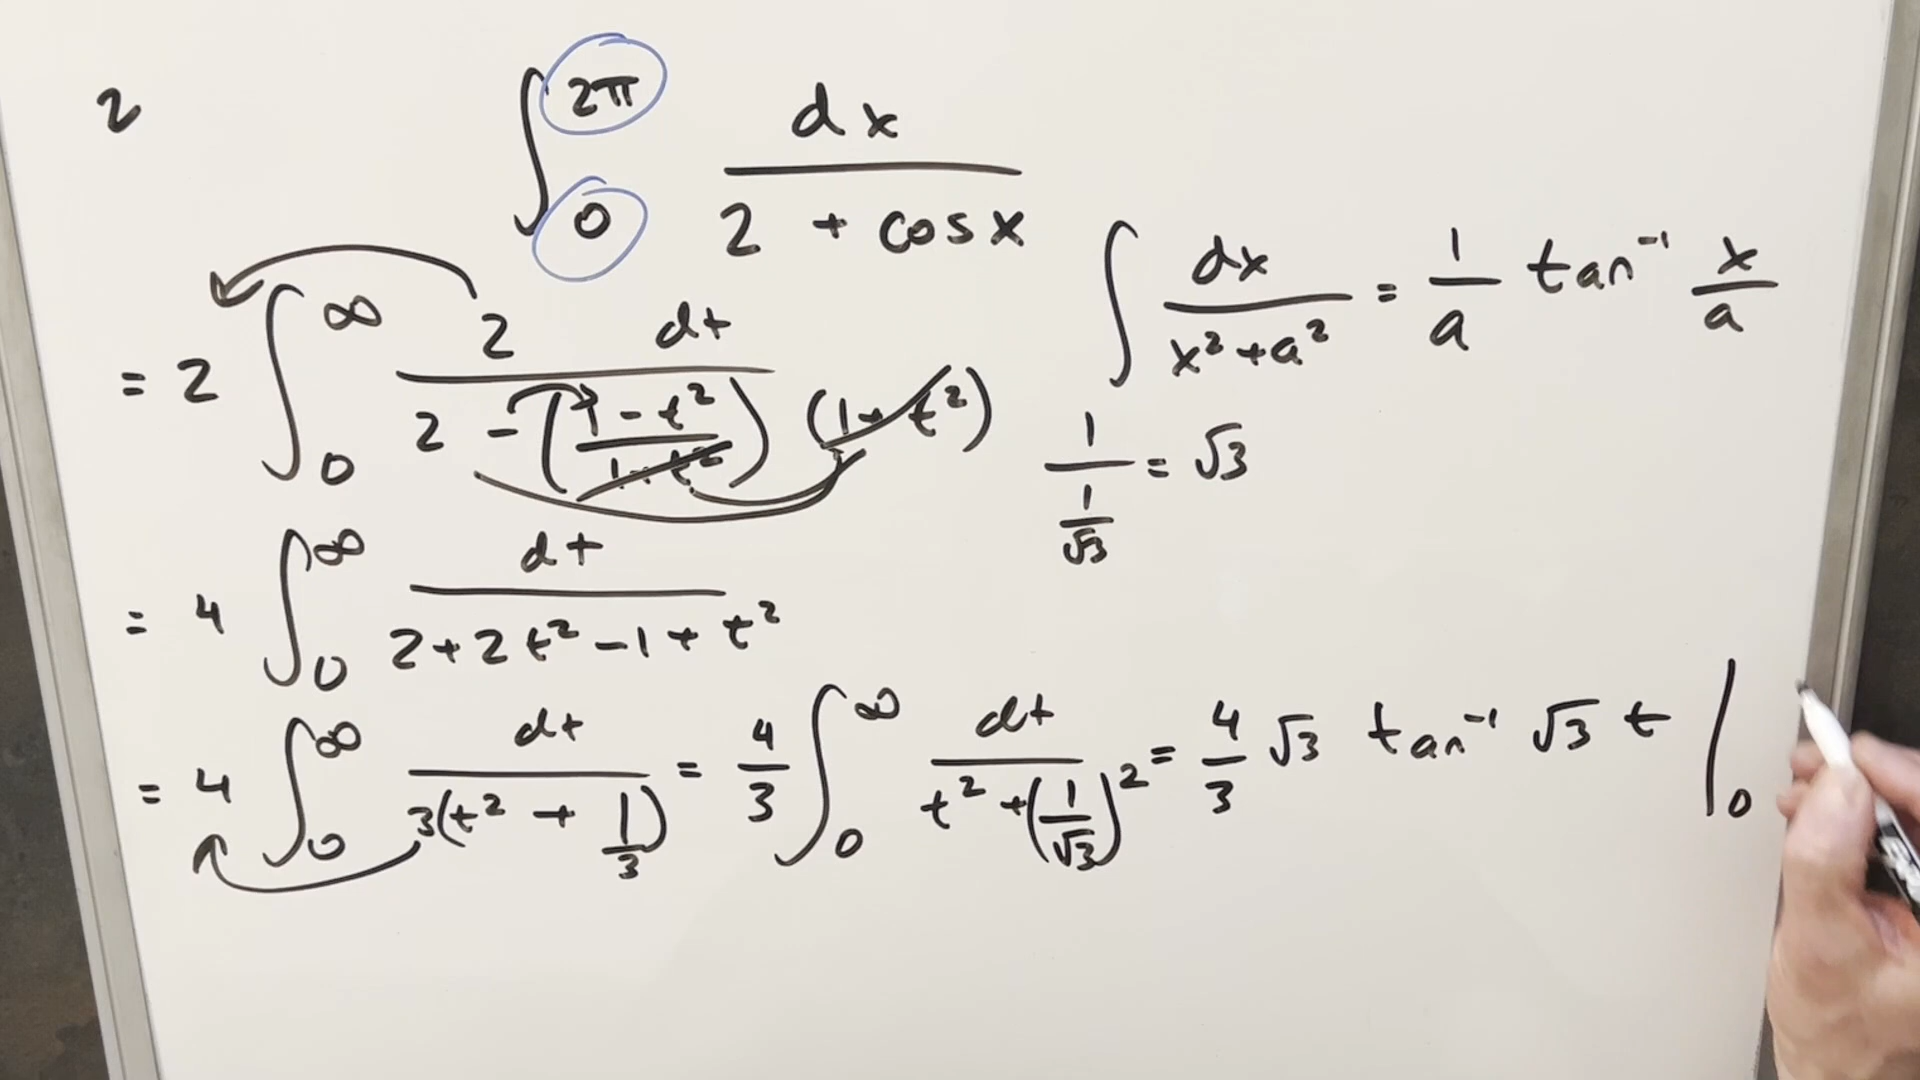 2
∫₀^{2π} dx / (2 + cos x)
= 2 ∫₀^∞ 2 dt / (2 - ((1 - t²)/(1 + t²))) (1 + t²)
∫ dx / (x² + a²) = 1/a tan⁻¹ x/a
1 / (1/√3) = √3
= 4 ∫₀^∞ dt / (2 + 2t² - 1 + t²)
= 4 ∫₀^∞ dt / 3(t² + 1/3) = 4/3 ∫₀^∞ dt / (t² + (1/√3)²) = 4/3 √3 tan⁻¹ √3 t |₀